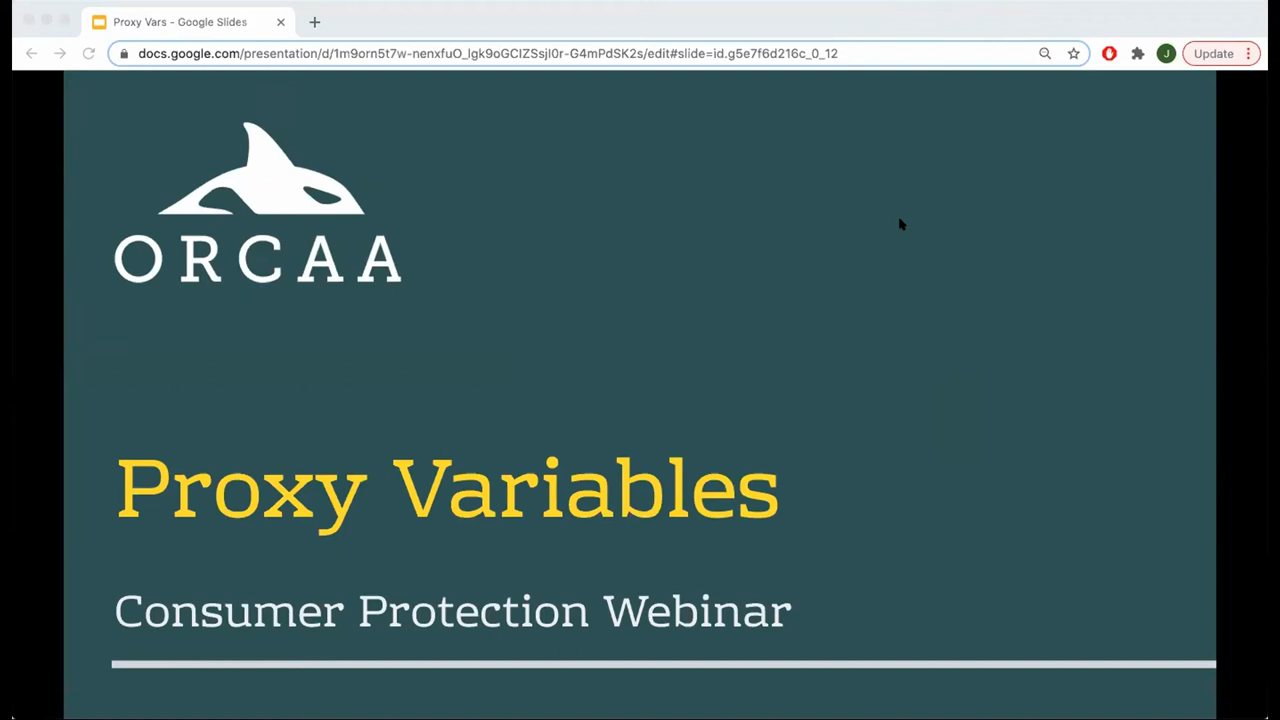 Proxy Vars - Google Slides
docs.google.com/presentation/d/1m9orn5t7w-nenxfuO_lgk9oGCIZSsjI0r-G4mPdSK2s/edit#slide=id.g5e7f6d216c_0_12
J
Update
ORCAA
Proxy Variables
Consumer Protection Webinar